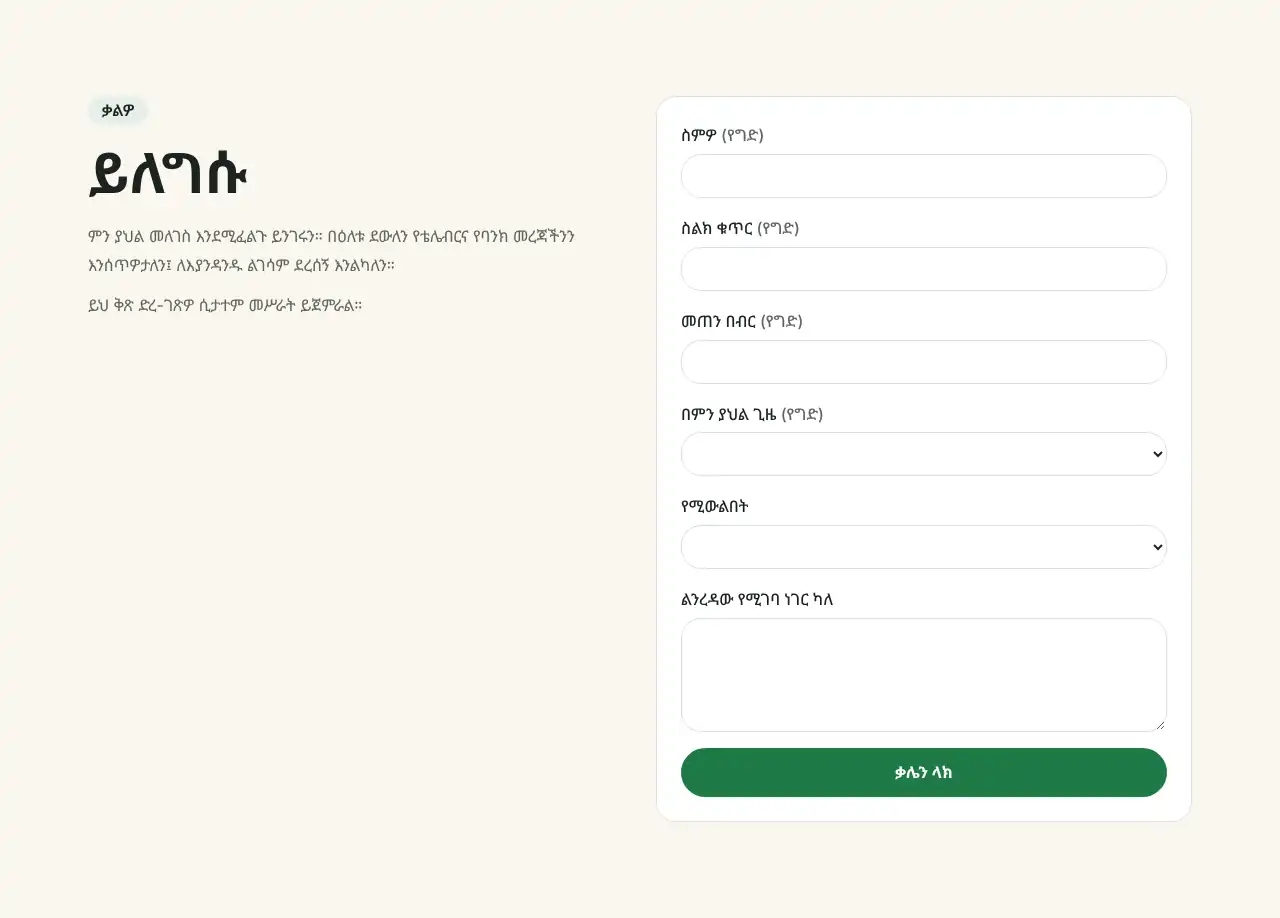 ቃልዎ
ይለግሱ
ምን ያህል መለገስ እንደሚፈልጉ ይንገሩን። በዕለቱ ደውለን የቴሌብርና የባንክ መረጃችንን
እንሰጥዎታለን፤ ለእያንዳንዱ ልገሳም ደረሰኝ እንልካለን።
ይህ ቅጽ ድረ-ገጽዎ ሲታተም መሥራት ይጀምራል።
ስምዎ (የግድ)
ስልክ ቁጥር (የግድ)
መጠን በብር (የግድ)
በምን ያህል ጊዜ (የግድ)
የሚውልበት
ልንረዳው የሚገባ ነገር ካለ
ቃሌን ላክ